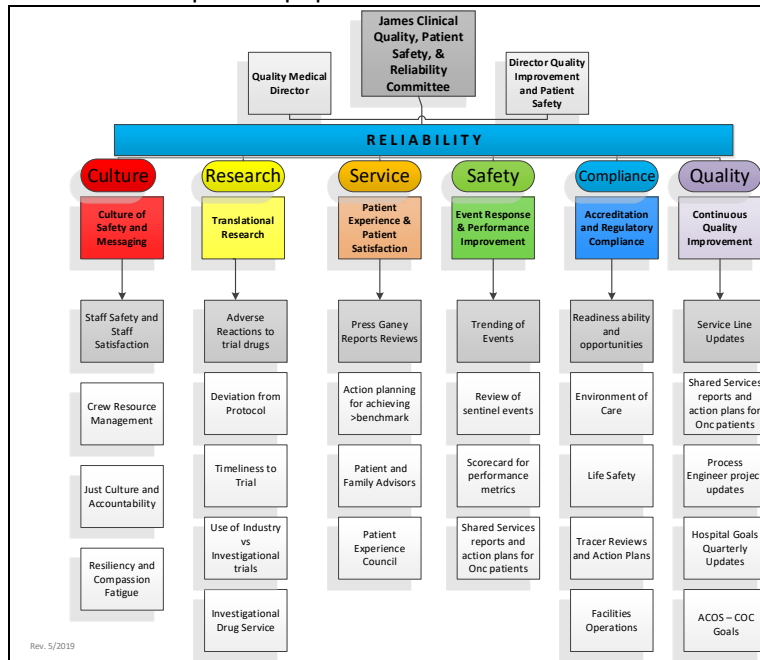 James Clinical
Quality, Patient
Safety, &
Reliability
Committee
Quality Medical
Director
Director Quality
Improvement
and Patient
Safety
RELIABILITY
Culture
Research
Service
Safety
Compliance
Quality
Culture of
Safety and
Messaging
Translational
Research
Patient
Experience &
Patient
Satisfaction
Event Response
& Performance
Improvement
Accreditation
and Regulatory
Compliance
Continuous
Quality
Improvement
Staff Safety and
Staff
Satisfaction
Adverse
Reactions to
trial drugs
Press Ganey
Reports Reviews
Trending of
Events
Readiness ability
and
opportunities
Service Line
Updates
Crew Resource
Management
Deviation from
Protocol
Action planning
for achieving
>benchmark
Review of
sentinel events
Environment of
Care
Shared Services
reports and
action plans for
Onc patients
Just Culture and
Accountability
Timeliness to
Trial
Patient and
Family Advisors
Scorecard for
performance
metrics
Life Safety
Process
Engineer project
updates
Resiliency and
Compassion
Fatigue
Use of Industry
vs
Investigational
trials
Patient
Experience
Council
Shared Services
reports and
action plans for
Onc patients
Tracer Reviews
and Action Plans
Hospital Goals
Quarterly
Updates
Investigational
Drug Service
Facilities
Operations
ACOS – COC
Goals
Rev. 5/2019